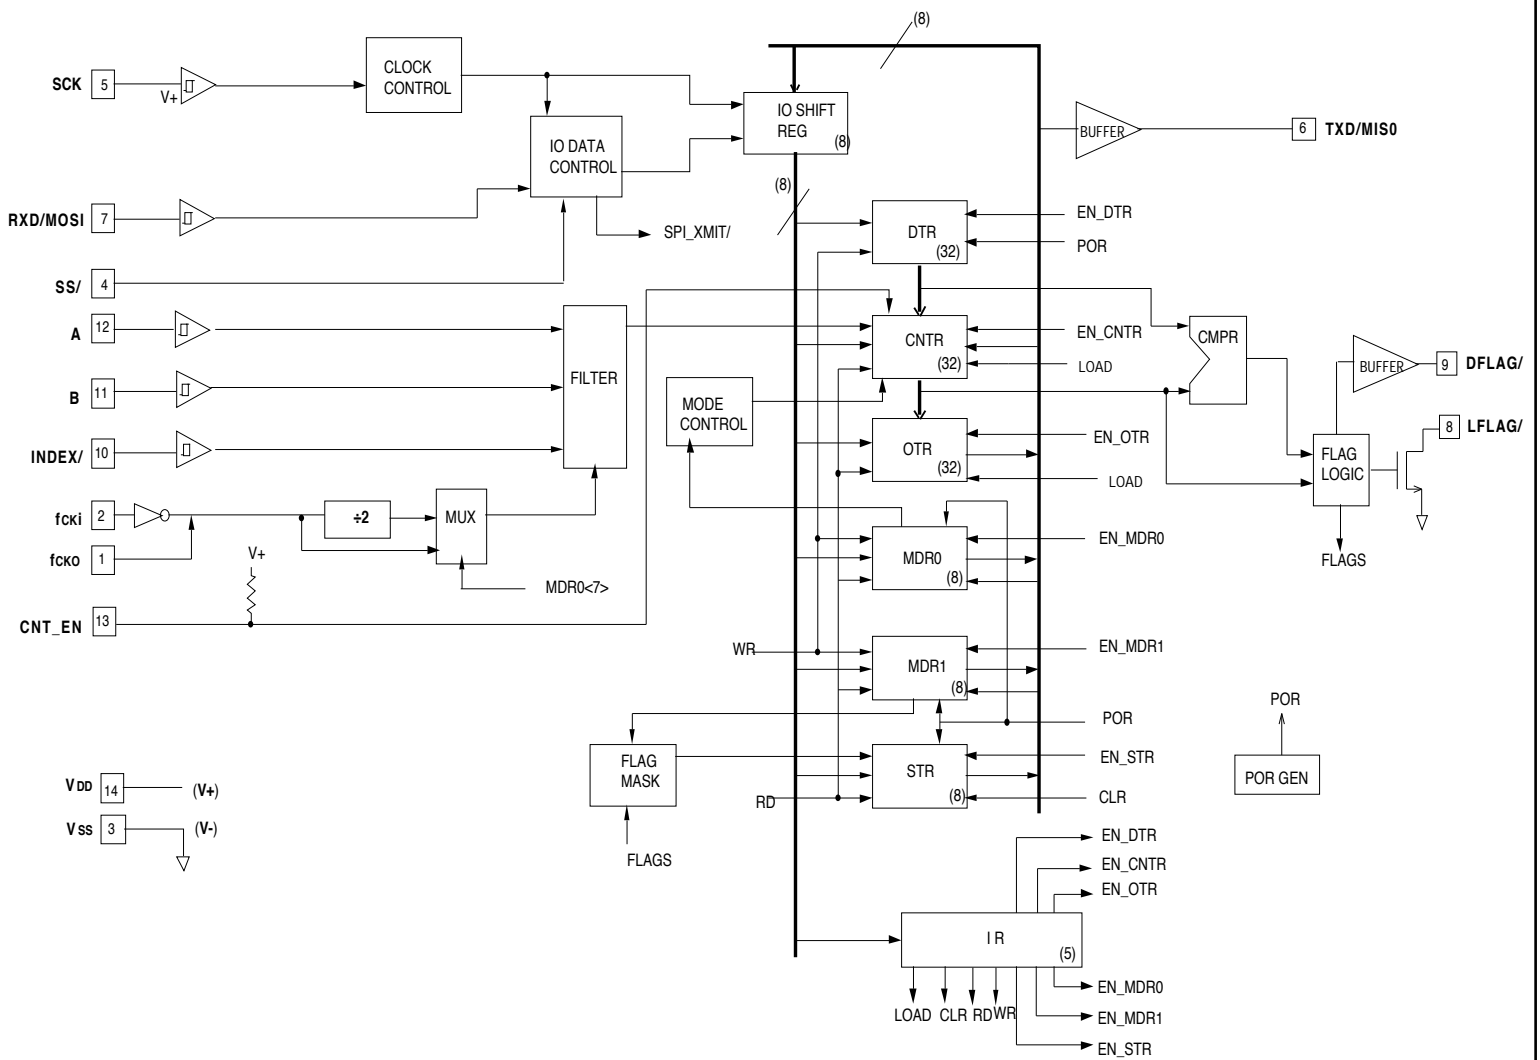 (8)
SCK 5
V+
CLOCK
CONTROL
IO SHIFT
REG
(8)
IO DATA
CONTROL
BUFFER
6 TXD/MIS0
(8)
RXD/MOSI 7
SPI_XMIT/
DTR
(32)
EN_DTR
POR
SS/ 4
A 12
B 11
INDEX/ 10
FILTER
CNTR
(32)
EN_CNTR
LOAD
CMPR
BUFFER
9 DFLAG/
8 LFLAG/
MODE
CONTROL
OTR
(32)
EN_OTR
LOAD
FLAG
LOGIC
FLAGS
fCKi 2
fCKO 1
÷2
MUX
MDR0<7>
V+
CNT_EN 13
MDR0
(8)
EN_MDR0
WR
MDR1
(8)
EN_MDR1
POR
FLAG
MASK
FLAGS
STR
(8)
EN_STR
CLR
RD
POR
POR GEN
VDD 14 (V+)
VSS 3 (V-)
EN_DTR
EN_CNTR
EN_OTR
I R
(5)
LOAD CLR RD WR
EN_MDR0
EN_MDR1
EN_STR